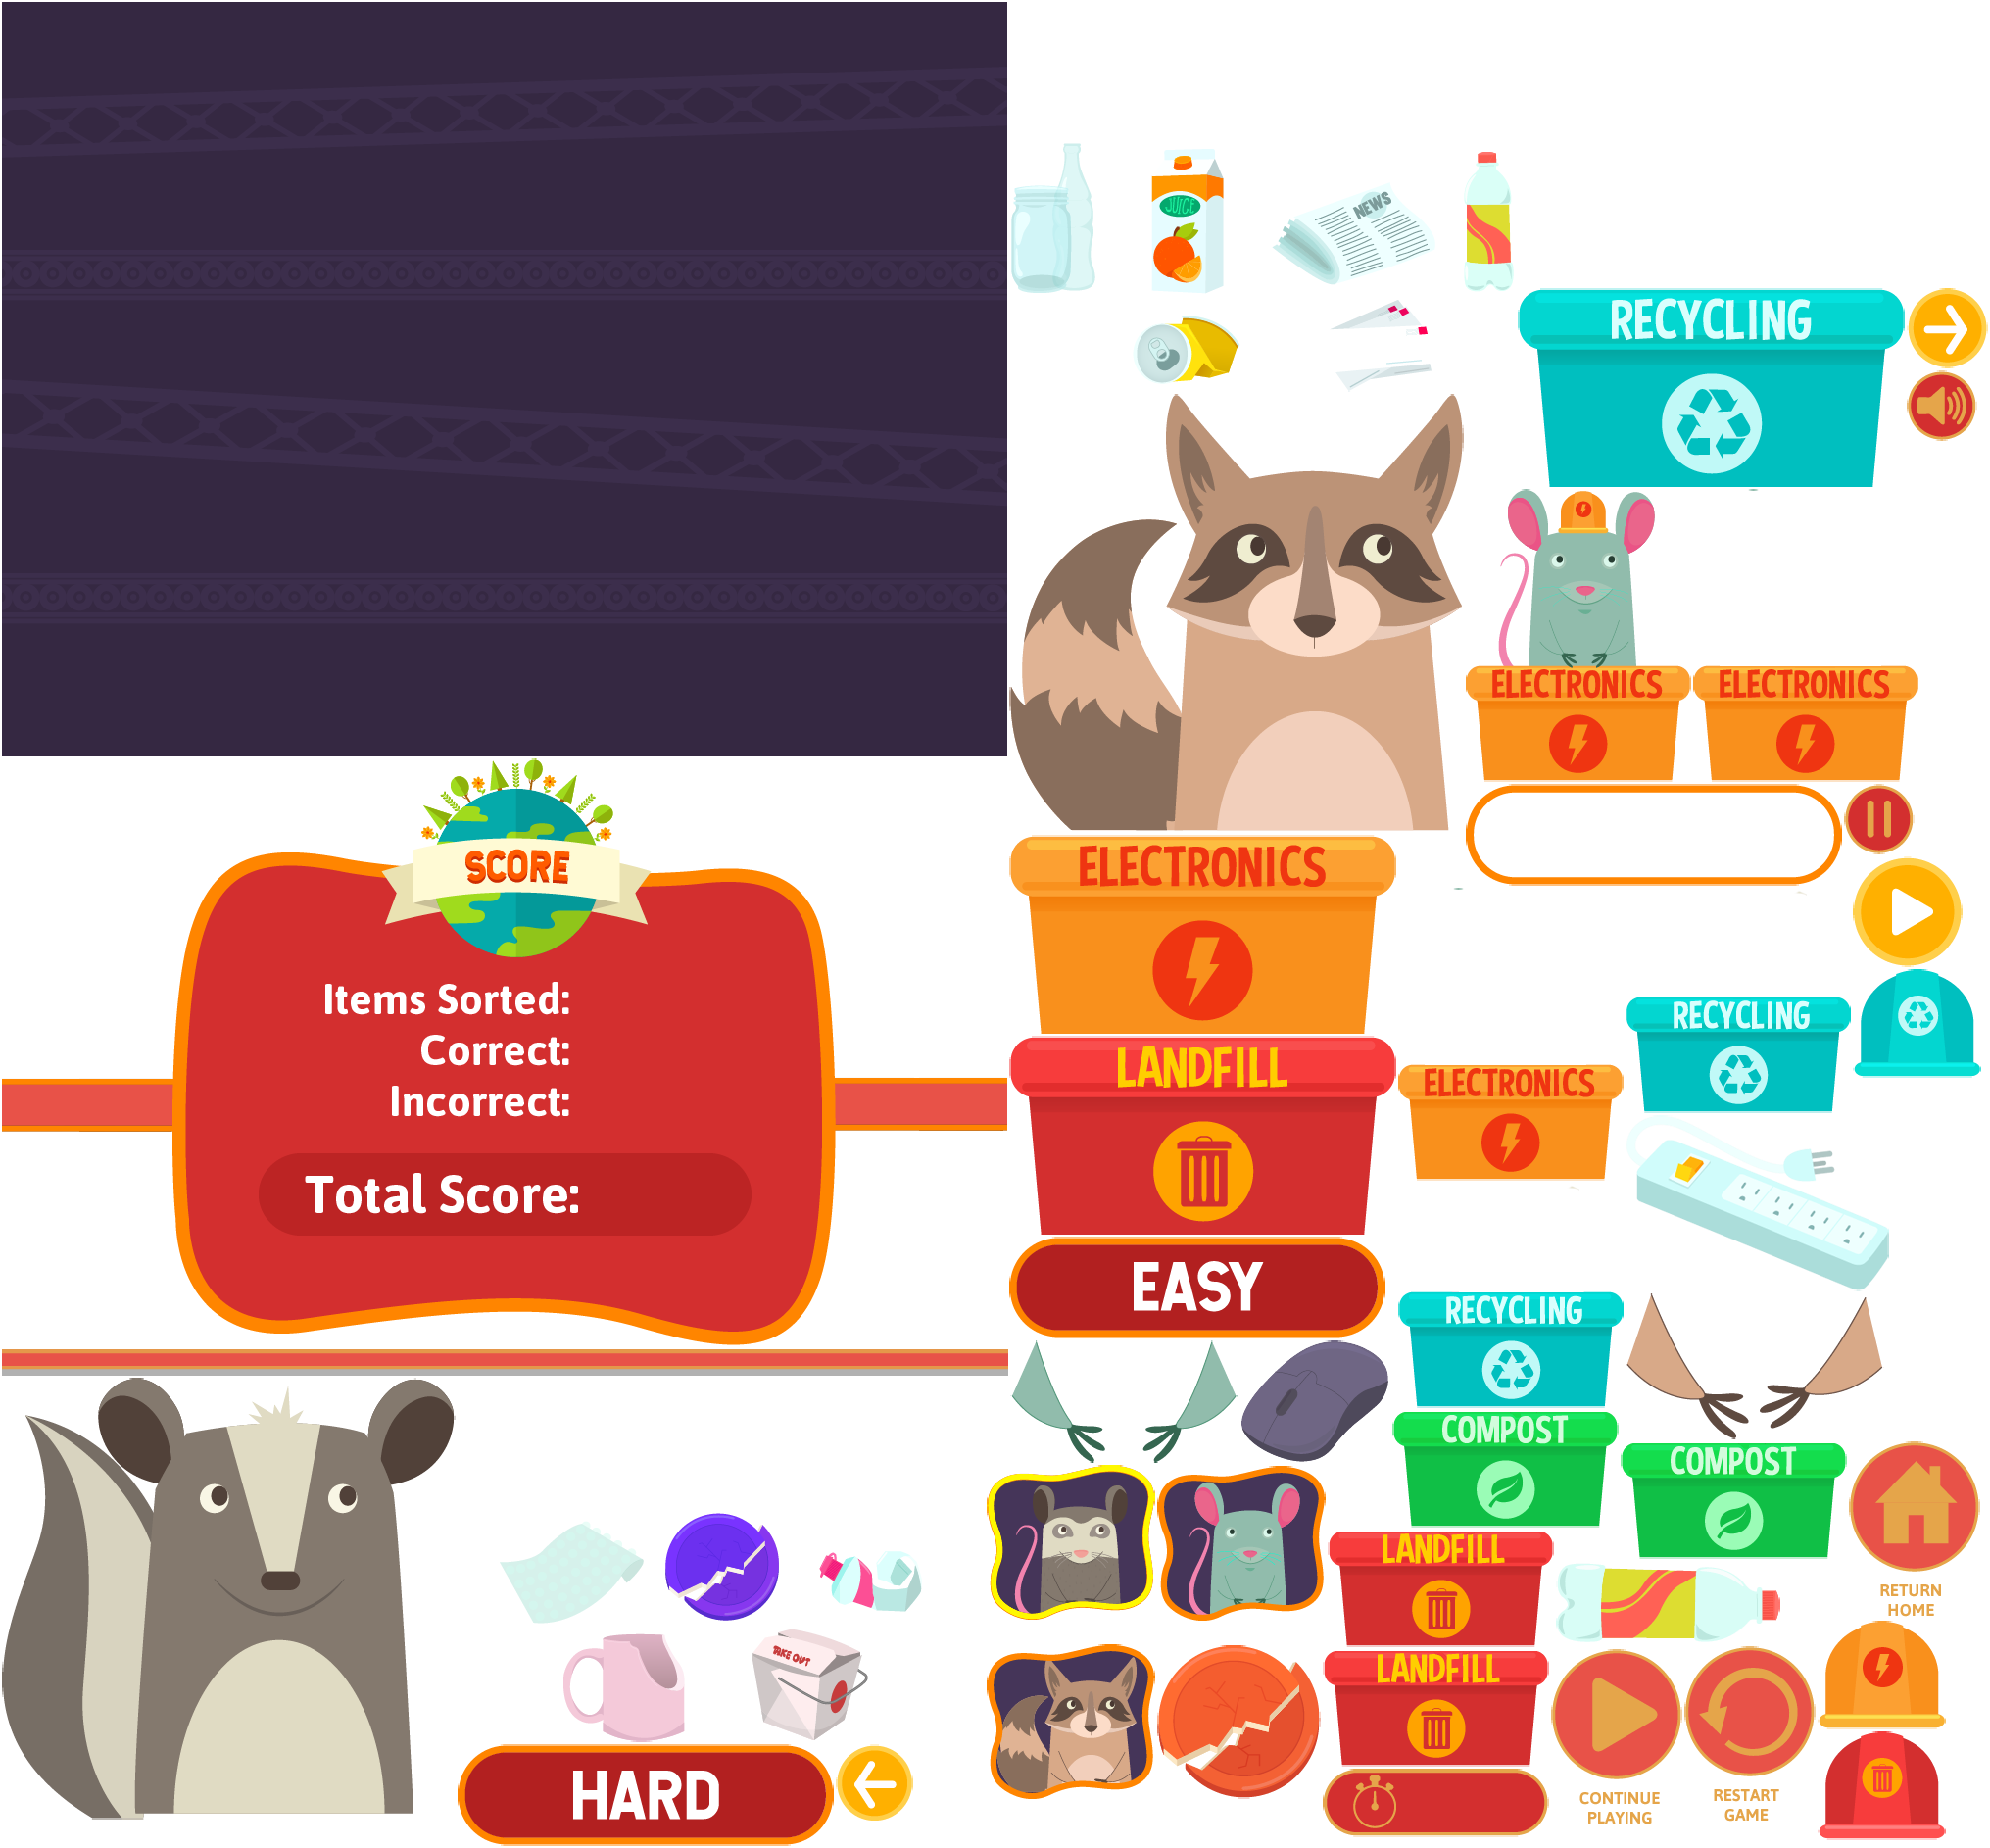 JUICE
NEWS
RECYCLING
ELECTRONICS
ELECTRONICS
SCORE
Items Sorted:
Correct:
Incorrect:
Total Score:
ELECTRONICS
LANDFILL
EASY
RECYCLING
ELECTRONICS
RECYCLING
COMPOST
COMPOST
LANDFILL
LANDFILL
TAKE OUT
HARD
RETURN
HOME
CONTINUE
PLAYING
RESTART
GAME